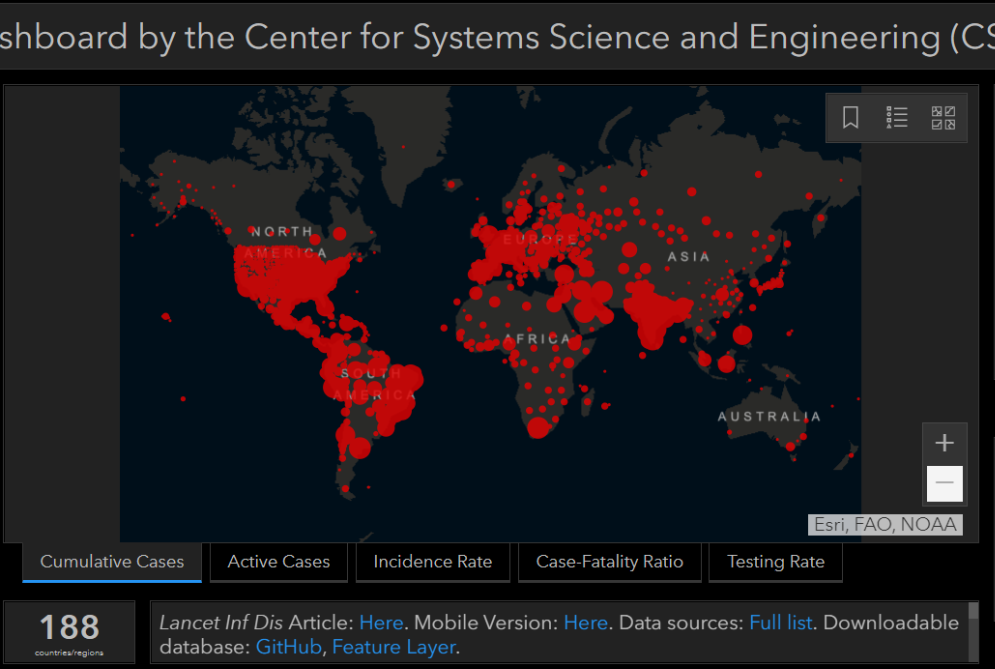 shboard by the Center for Systems Science and Engineering (CS
NORTH
AMERICA
EUROPE
ASIA
AFRICA
SOUTH
AMERICA
AUSTRALIA
+
−
Esri, FAO, NOAA
Cumulative Cases
Active Cases
Incidence Rate
Case-Fatality Ratio
Testing Rate
188
countries/regions
Lancet Inf Dis Article: Here. Mobile Version: Here. Data sources: Full list. Downloadable
database: GitHub, Feature Layer.